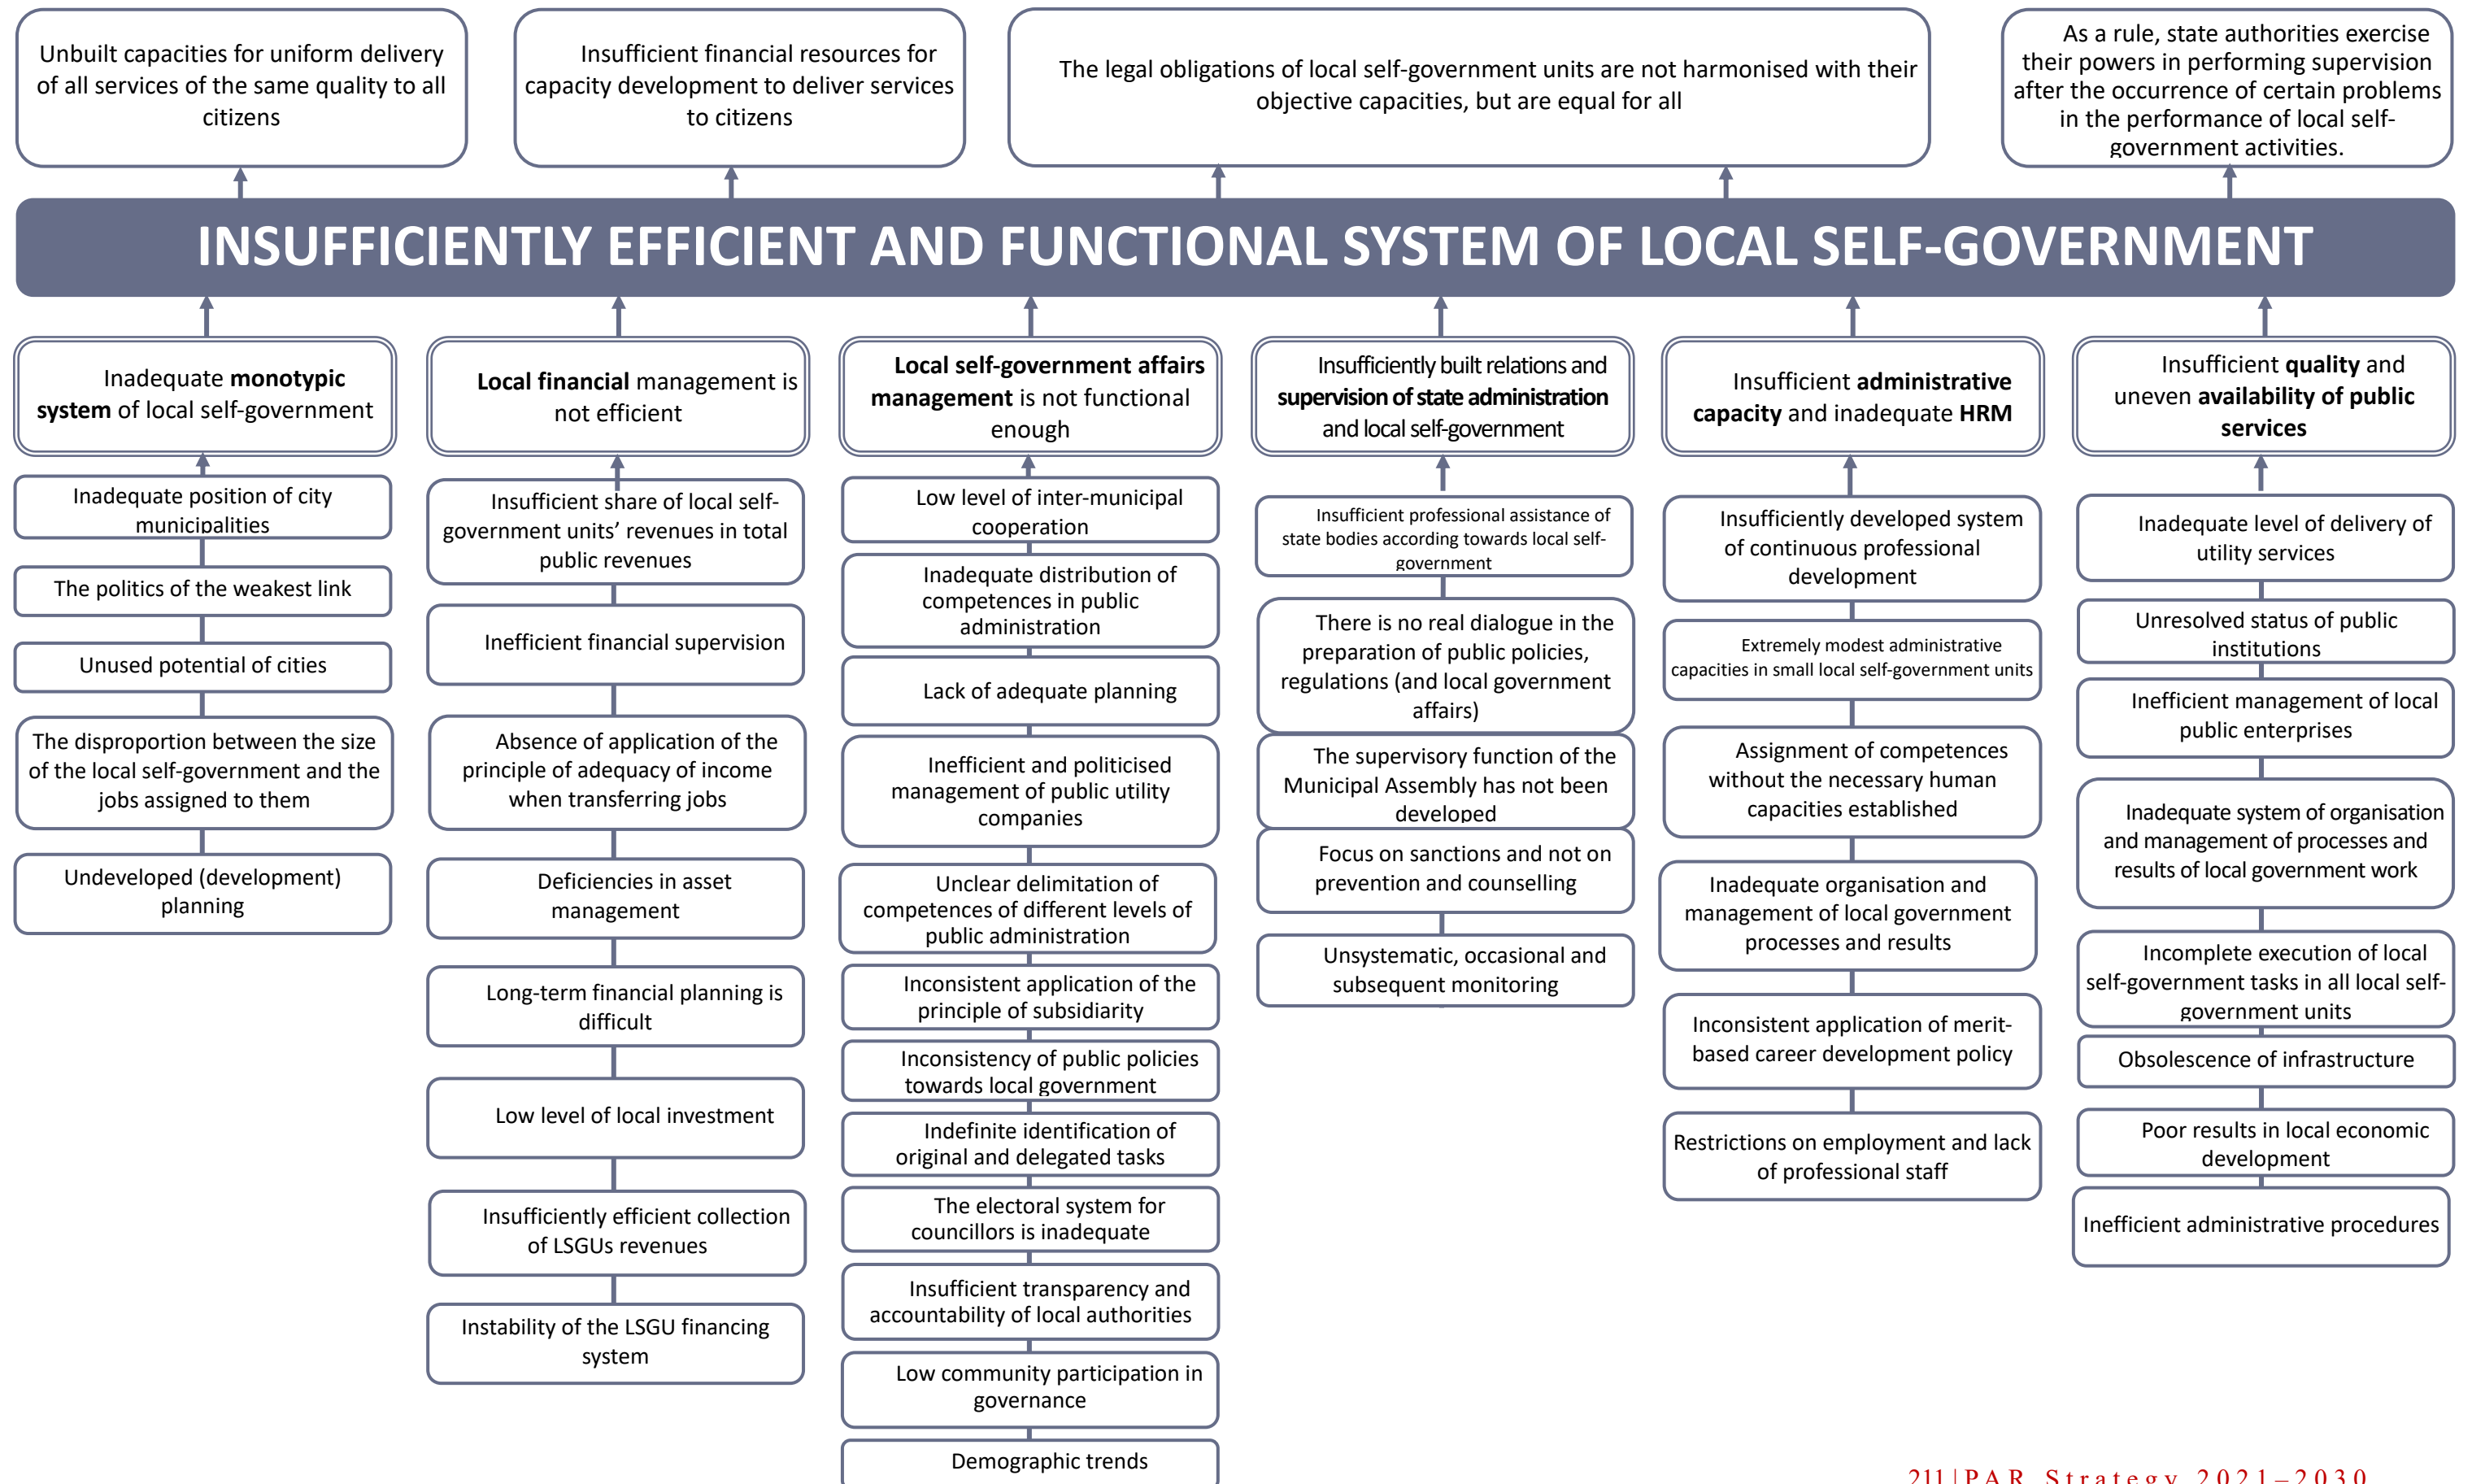 Unbuilt capacities for uniform delivery
of all services of the same quality to all
citizens
Insufficient financial resources for
capacity development to deliver services
to citizens
The legal obligations of local self-government units are not harmonised with their
objective capacities, but are equal for all
As a rule, state authorities exercise
their powers in performing supervision
after the occurrence of certain problems
in the performance of local self-
government activities.
INSUFFICIENTLY EFFICIENT AND FUNCTIONAL SYSTEM OF LOCAL SELF-GOVERNMENT
Inadequate monotypic
system of local self-government
Inadequate position of city
municipalities
The politics of the weakest link
Unused potential of cities
The disproportion between the size
of the local self-government and the
jobs assigned to them
Undeveloped (development)
planning
Local financial management is
not efficient
Insufficient share of local self-
government units’ revenues in total
public revenues
Inefficient financial supervision
Absence of application of the
principle of adequacy of income
when transferring jobs
Deficiencies in asset
management
Long-term financial planning is
difficult
Low level of local investment
Insufficiently efficient collection
of LSGUs revenues
Instability of the LSGU financing
system
Local self-government affairs
management is not functional
enough
Low level of inter-municipal
cooperation
Inadequate distribution of
competences in public
administration
Lack of adequate planning
Inefficient and politicised
management of public utility
companies
Unclear delimitation of
competences of different levels of
public administration
Inconsistent application of the
principle of subsidiarity
Inconsistency of public policies
towards local government
Indefinite identification of
original and delegated tasks
The electoral system for
councillors is inadequate
Insufficient transparency and
accountability of local authorities
Low community participation in
governance
Demographic trends
Insufficiently built relations and
supervision of state administration
and local self-government
Insufficient professional assistance of
state bodies according towards local self-
government
There is no real dialogue in the
preparation of public policies,
regulations (and local government
affairs)
The supervisory function of the
Municipal Assembly has not been
developed
Focus on sanctions and not on
prevention and counselling
Unsystematic, occasional and
subsequent monitoring
Insufficient administrative
capacity and inadequate HRM
Insufficiently developed system
of continuous professional
development
Extremely modest administrative
capacities in small local self-government units
Assignment of competences
without the necessary human
capacities established
Inadequate organisation and
management of local government
processes and results
Inconsistent application of merit-
based career development policy
Restrictions on employment and lack
of professional staff
Insufficient quality and
uneven availability of public
services
Inadequate level of delivery of
utility services
Unresolved status of public
institutions
Inefficient management of local
public enterprises
Inadequate system of organisation
and management of processes and
results of local government work
Incomplete execution of local
self-government tasks in all local self-
government units
Obsolescence of infrastructure
Poor results in local economic
development
Inefficient administrative procedures
211 | PAR Strategy 2021–2030